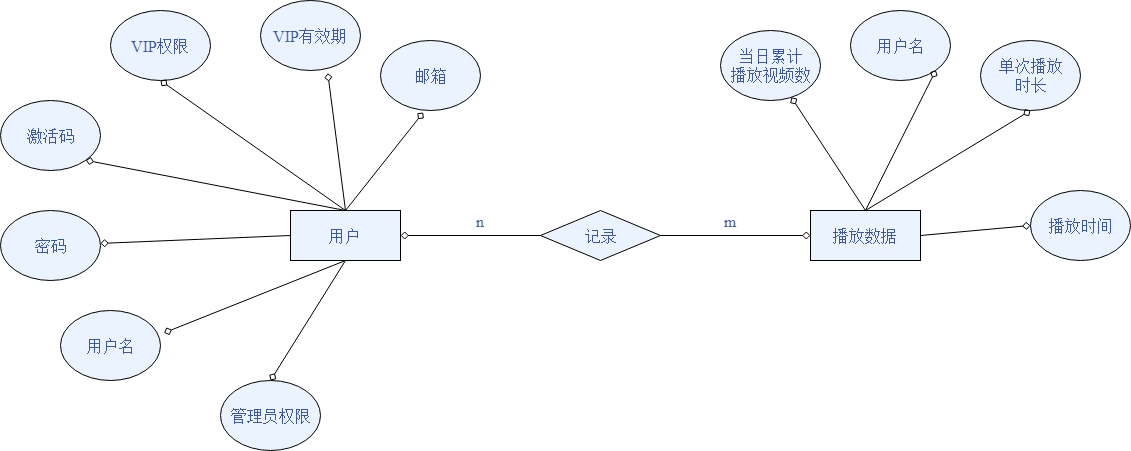 VIP权限
VIP有效期
邮箱
激活码
密码
用户名
管理员权限
用户
n
记录
m
播放数据
当日累计
播放视频数
用户名
单次播放
时长
播放时间